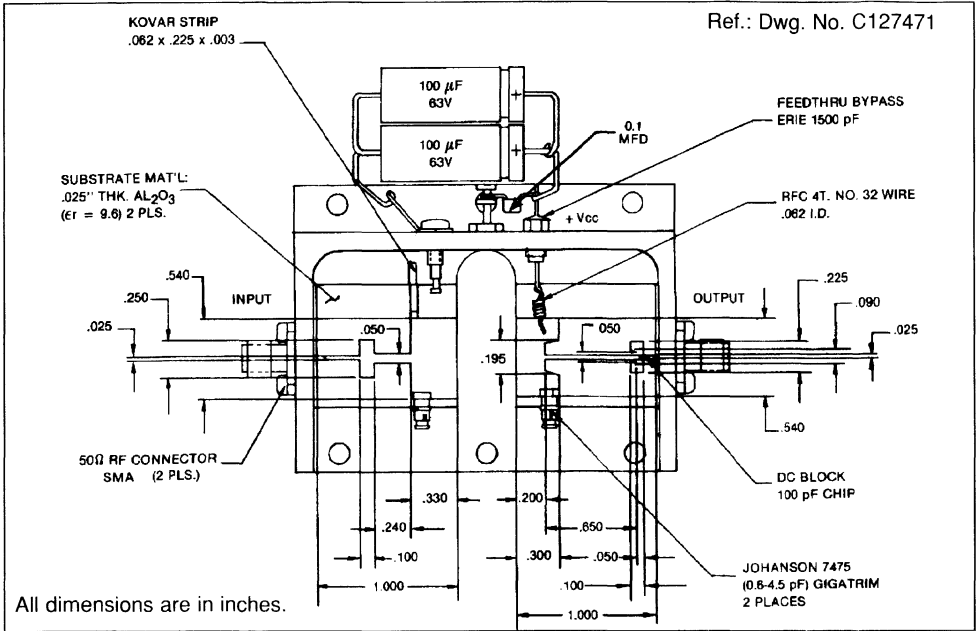 KOVAR STRIP
.062 x .225 x .003
Ref.: Dwg. No. C127471
100 µF
63V
+
100 µF
63V
+
FEEDTHRU BYPASS
ERIE 1500 pF
0.1
MFD
SUBSTRATE MAT'L:
.025" THK. AL2O3
(εr = 9.6) 2 PLS.
RFC 4T. NO. 32 WIRE
.062 I.D.
+ Vcc
.540
INPUT
OUTPUT
.225
.250
.090
.025
.050
050
.025
.195
.540
50Ω RF CONNECTOR
SMA (2 PLS.)
DC BLOCK
100 pF CHIP
.330
.200
.240
.650
.100
.300
.050
JOHANSON 7475
(0.6-4.5 pF) GIGATRIM
2 PLACES
1.000
.100
1.000
All dimensions are in inches.